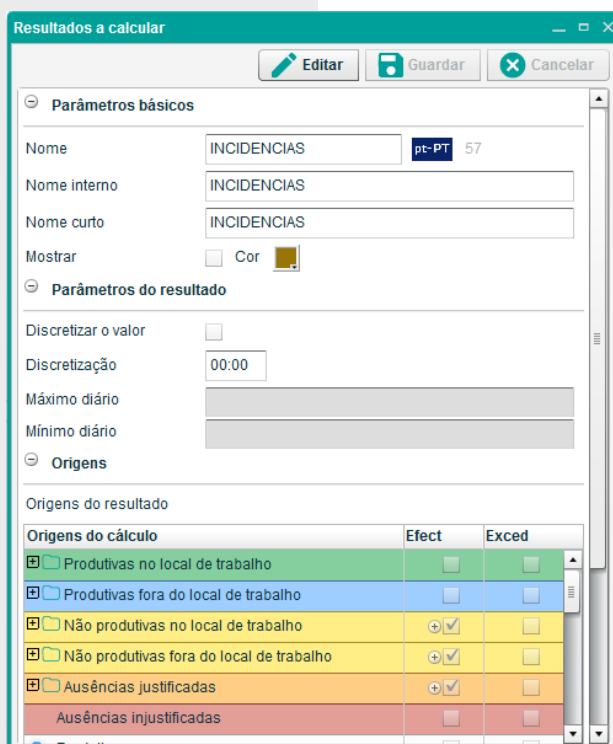 Resultados a calcular
Editar Guardar Cancelar
Parâmetros básicos
Nome INCIDENCIAS pt-PT 57
Nome interno INCIDENCIAS
Nome curto INCIDENCIAS
Mostrar Cor
Parâmetros do resultado
Discretizar o valor
Discretização 00:00
Máximo diário
Mínimo diário
Origens
Origens do resultado
Origens do cálculo Efect Exced
Produtivas no local de trabalho
Produtivas fora do local de trabalho
Não produtivas no local de trabalho
Não produtivas fora do local de trabalho
Ausências justificadas
Ausências injustificadas